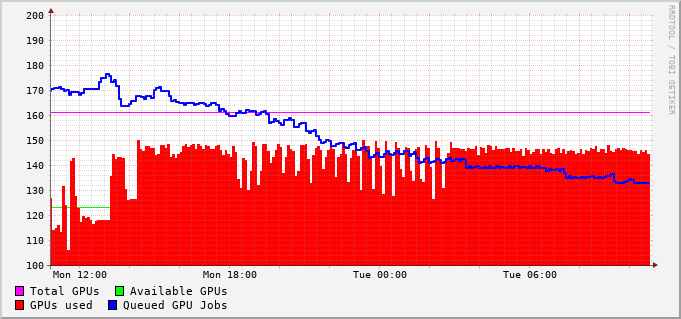 200
190
180
170
160
150
140
130
120
110
100
Mon 12:00 Mon 18:00 Tue 00:00 Tue 06:00
Total GPUs Available GPUs
GPUs used Queued GPU Jobs
RRDTOOL / TOBI OETIKER